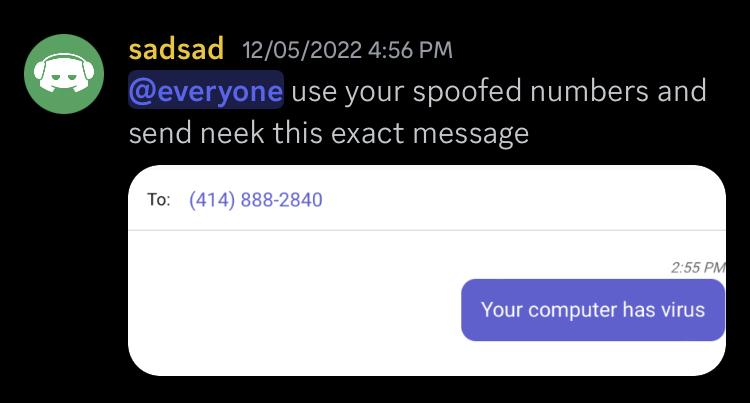 sadsad 12/05/2022 4:56 PM
@everyone use your spoofed numbers and
send neek this exact message
To: (414) 888-2840
2:55 PM
Your computer has virus